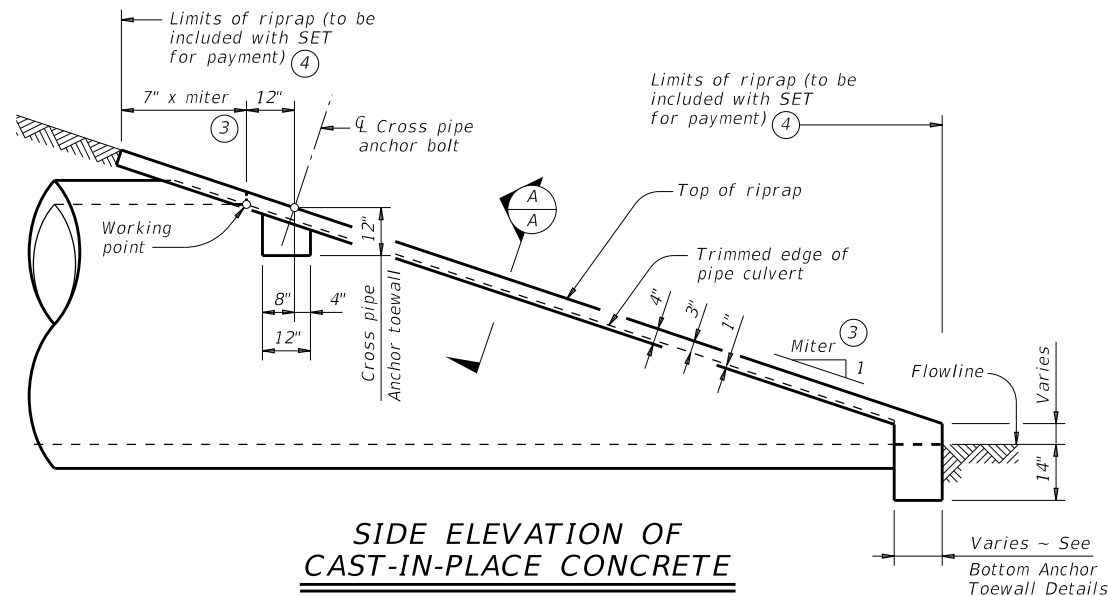 Limits of riprap (to be
included with SET
for payment) 4
7" x miter
12"
3
℄ Cross pipe
anchor bolt
Limits of riprap (to be
included with SET
for payment) 4
Working
point
12"
A
A
Top of riprap
Trimmed edge of
pipe culvert
8"
4"
12"
Cross pipe
Anchor toewall
4"
3"
1"
Miter 3
1
Flowline
Varies
14"
SIDE ELEVATION OF
CAST-IN-PLACE CONCRETE
Varies ~ See
Bottom Anchor
Toewall Details